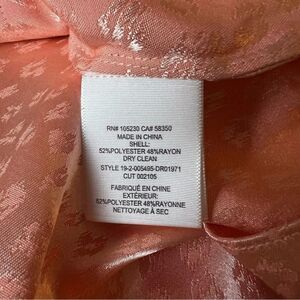 RN# 105230 CA# 58350
MADE IN CHINA
SHELL:
52%POLYESTER 48%RAYON
DRY CLEAN
STYLE 19-2-005495-DR01971
CUT 002105
FABRIQUÉ EN CHINE
EXTÉRIEUR:
52%POLYESTER 48%RAYONNE
NETTOYAGE À SEC